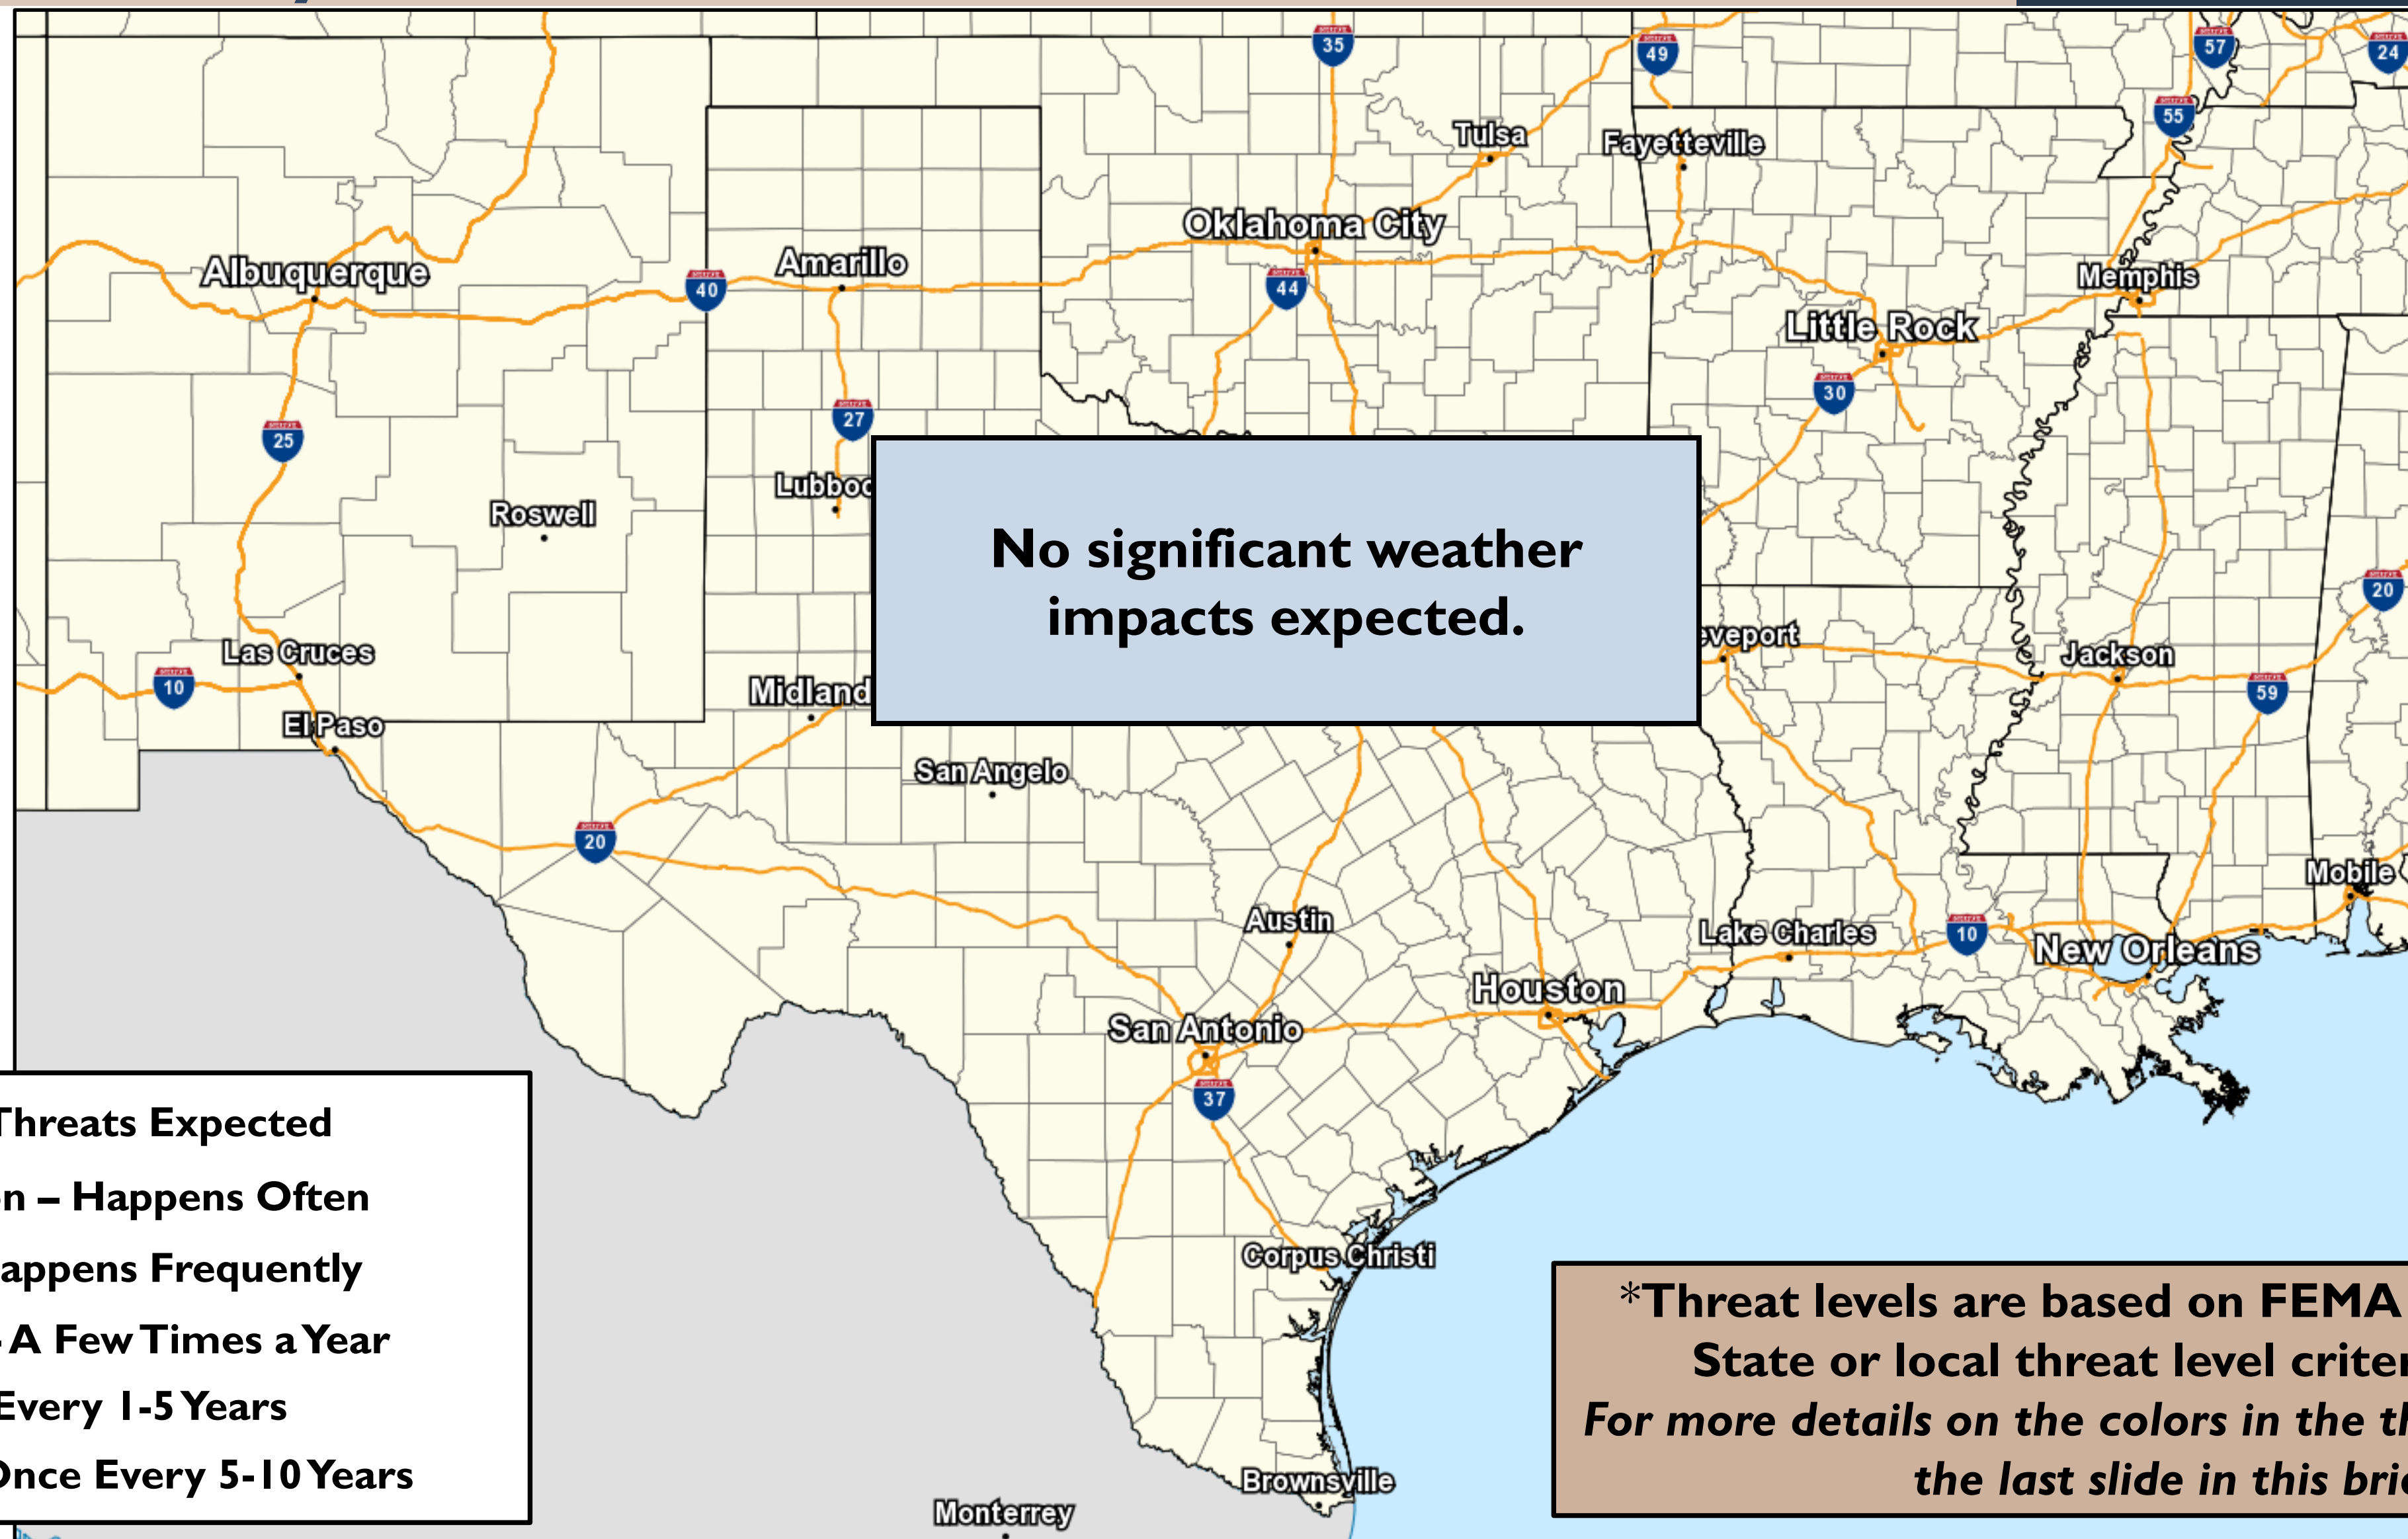 35
49
57
24
55
Tulsa
Fayetteville
Oklahoma City
Albuquerque
Amarillo
40
44
Memphis
Little Rock
30
27
25
Lubboc
Roswell
No significant weather
impacts expected.
20
eveport
Las Cruces
Jackson
10
Midland
59
El Paso
San Angelo
20
Mobile
Austin
Lake Charles
10
New Orleans
Houston
San Antonio
37
Threats Expected
n – Happens Often
appens Frequently
- A Few Times a Year
Every 1-5 Years
Once Every 5-10 Years
Corpus Christi
*Threat levels are based on FEMA
State or local threat level criter
For more details on the colors in the th
the last slide in this brie
Brownsville
Monterrey